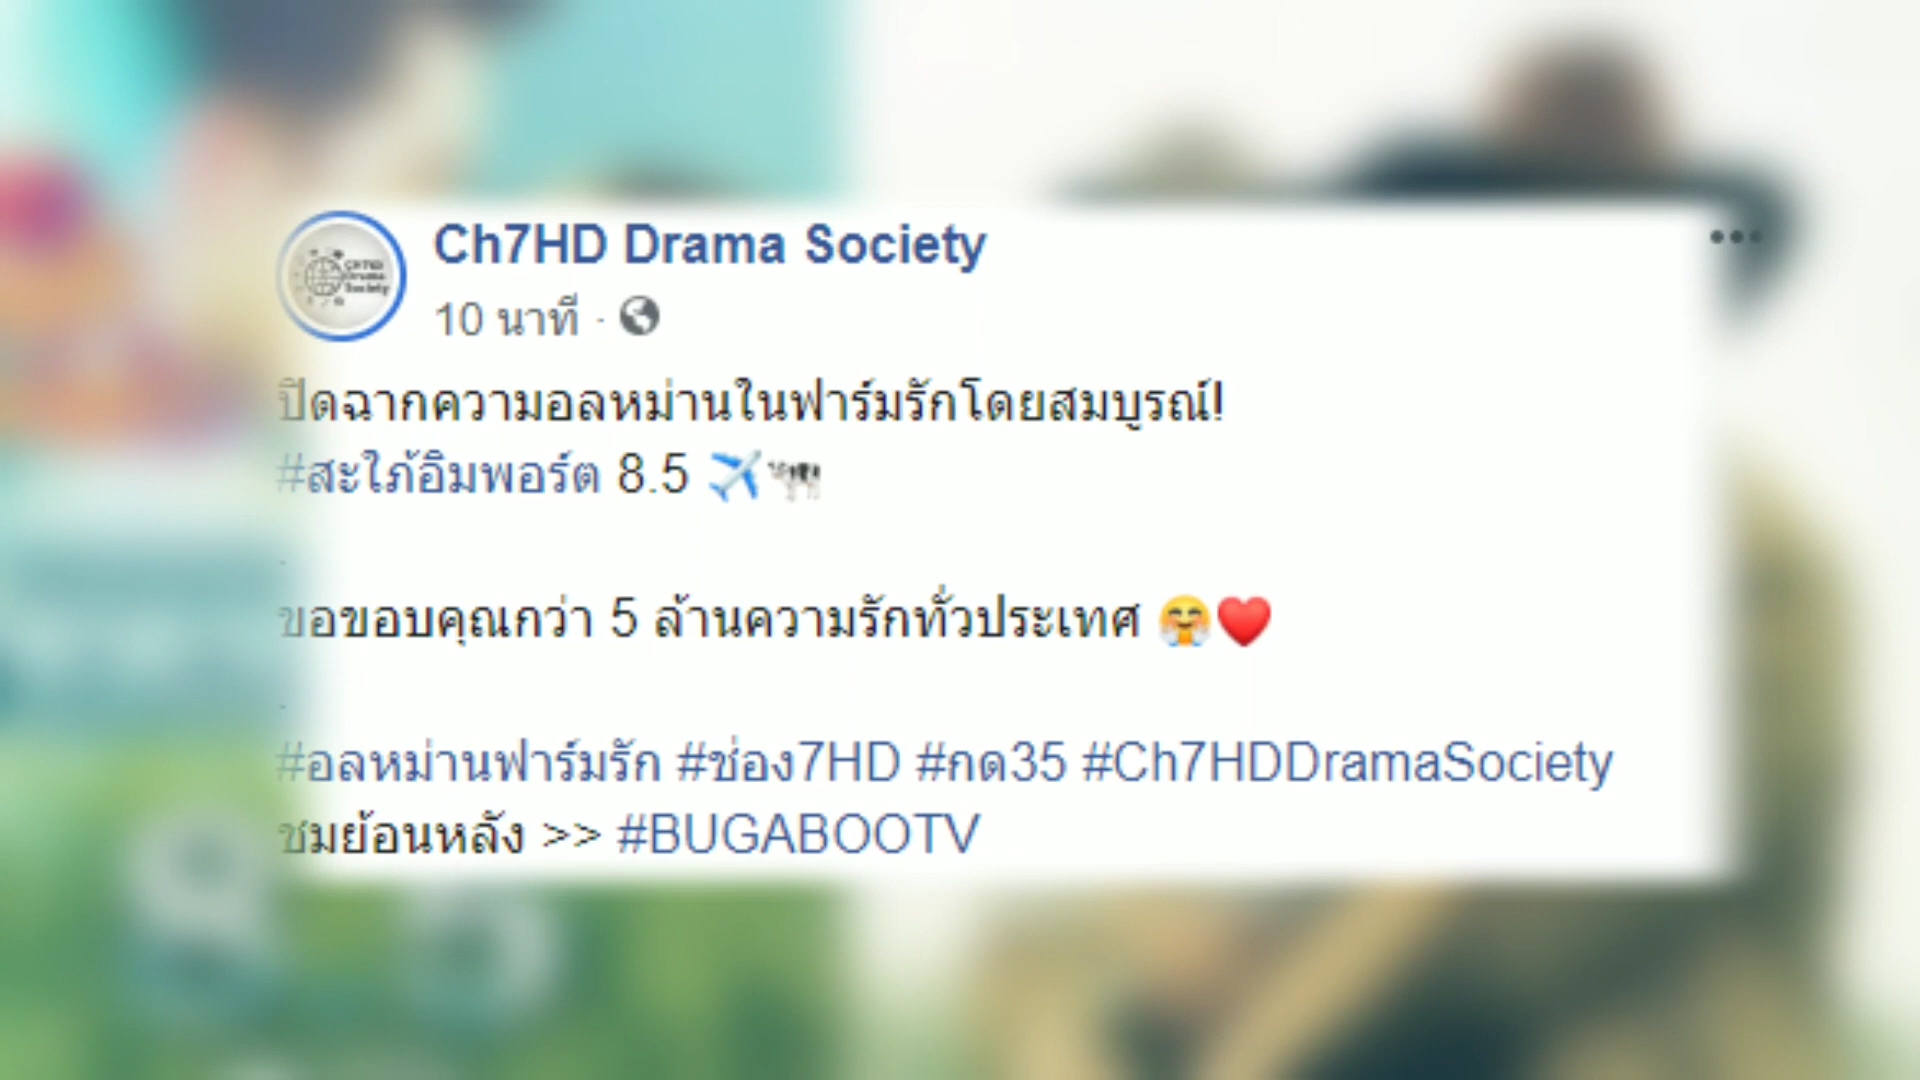 CH7HD
Drama
Society
Ch7HD Drama Society
10 นาที ·
ปิดฉากความอลหม่านในฟาร์มรักโดยสมบูรณ์!
#สะใภ้อิมพอร์ต 8.5 ✈️🐄
.
ขอขอบคุณกว่า 5 ล้านความรักทั่วประเทศ 🤗❤️
.
#อลหม่านฟาร์มรัก #ช่อง7HD #กด35 #Ch7HDDramaSociety
ชมย้อนหลัง >> #BUGABOOTV